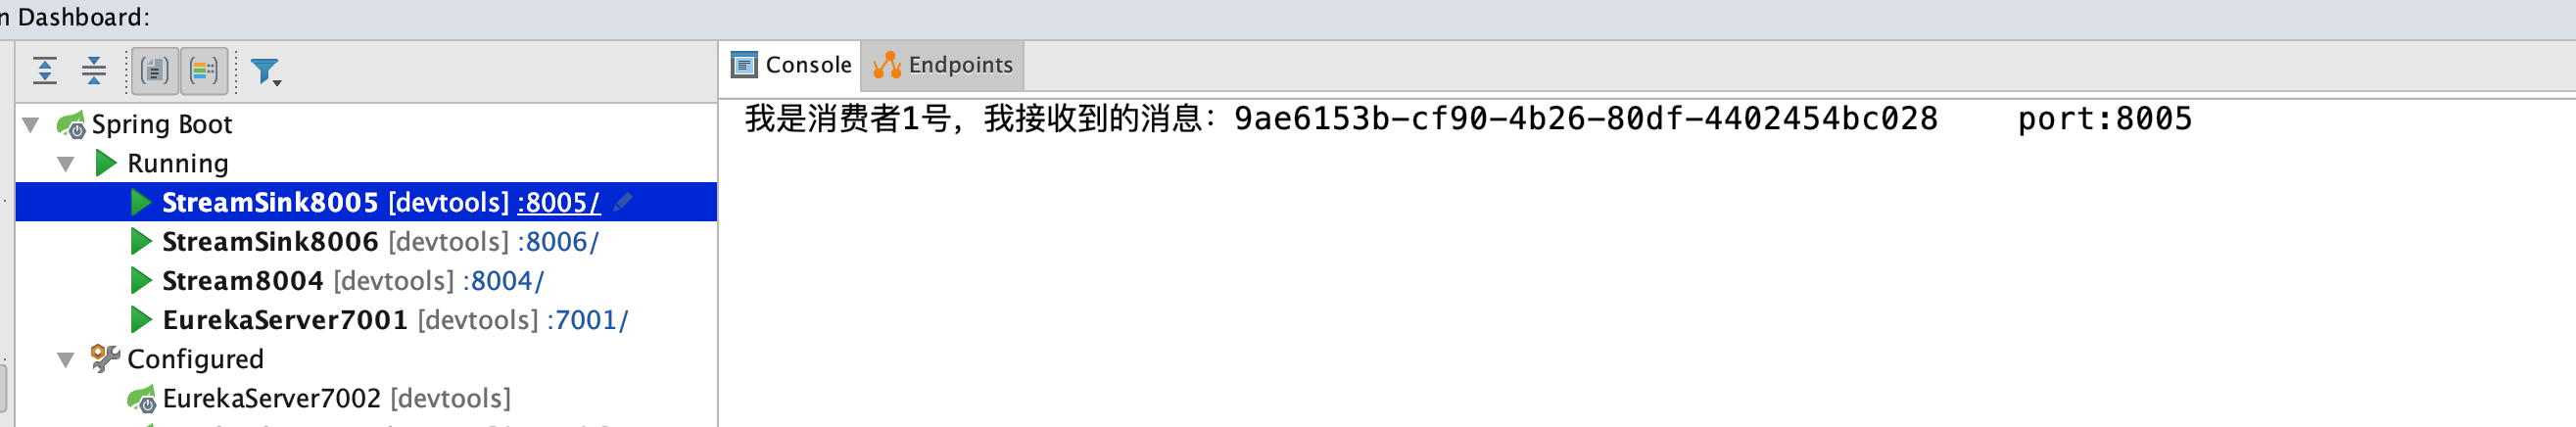 n Dashboard:
Console
Endpoints
我是消费者1号，我接收到的消息：9ae6153b-cf90-4b26-80df-4402454bc028 port:8005
Spring Boot
Running
StreamSink8005 [devtools] :8005/
StreamSink8006 [devtools] :8006/
Stream8004 [devtools] :8004/
EurekaServer7001 [devtools] :7001/
Configured
EurekaServer7002 [devtools]